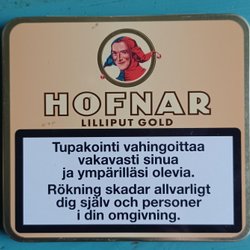 HOFNAR
LILLIPUT GOLD
Tupakointi vahingoittaa
vakavasti sinua
ja ympärilläsi olevia.
Rökning skadar allvarligt
dig själv och personer
i din omgivning.